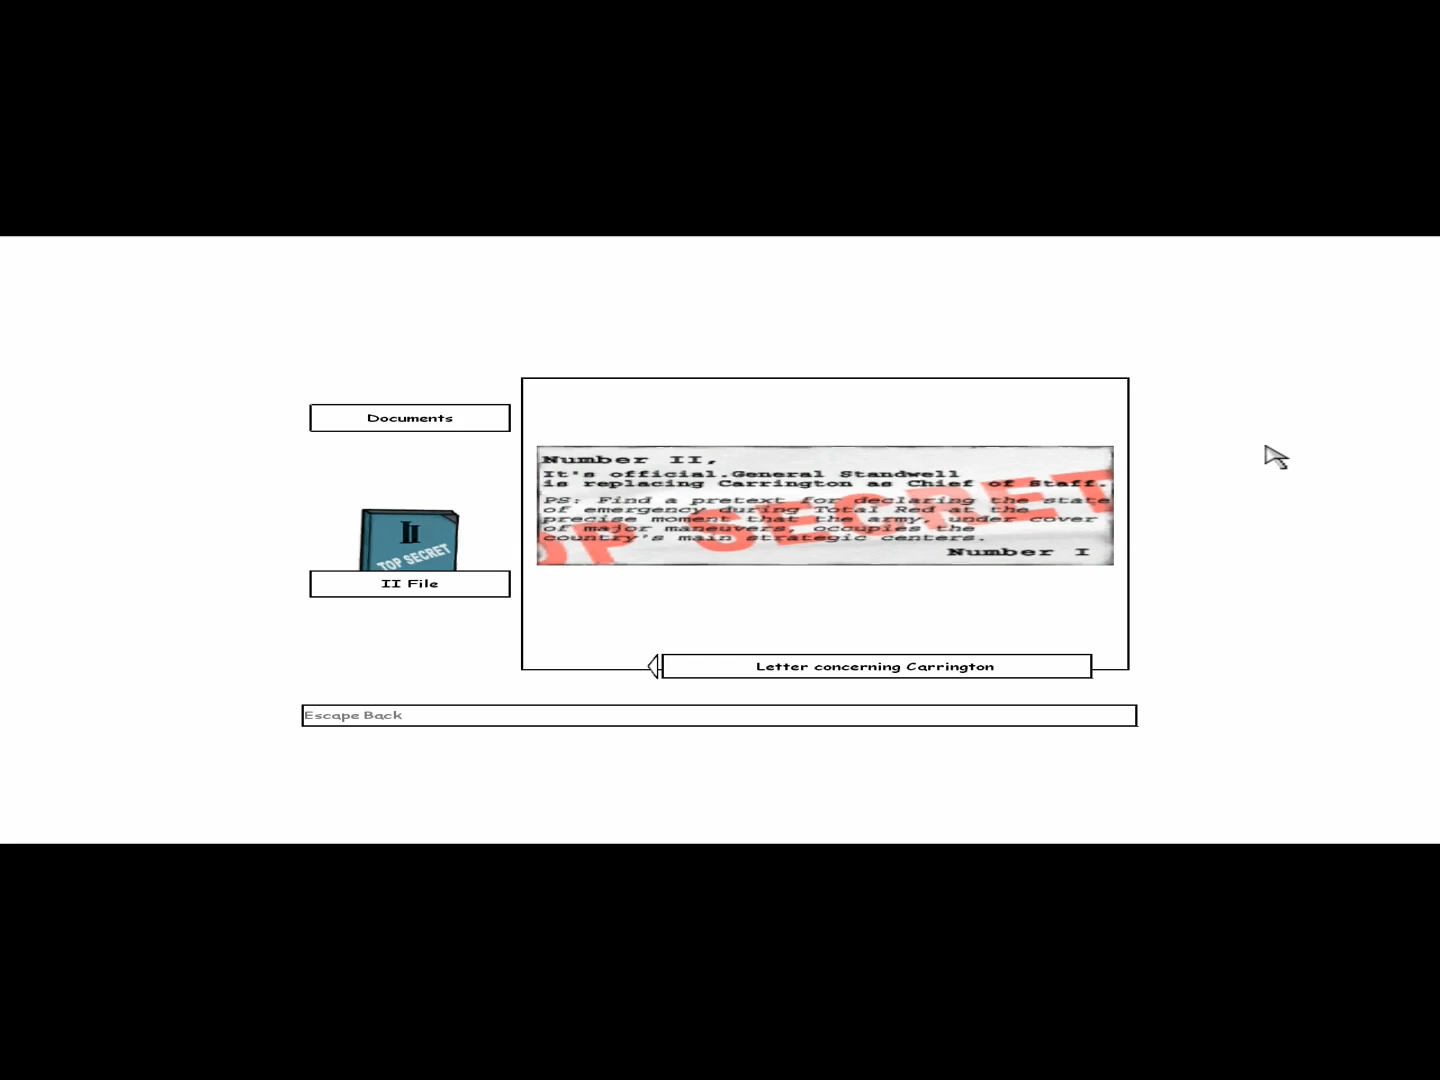 Documents
II
TOP SECRET
II File
Number II,
It's official.General Standwell
is replacing Carrington as Chief of Staff.
PS: Find a pretext for declaring the state
of emergency during Total Red at the
precise moment that the army, under cover
of major maneuvers, occupies the
country's main strategic centers.
Number I
OP SECRET
Letter concerning Carrington
Escape Back